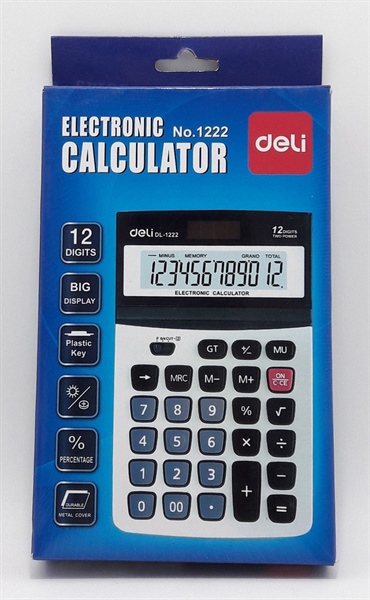 ELECTRONIC No.1222
CALCULATOR
deli
12
DIGITS
BIG
DISPLAY
Plastic
Key
%
PERCENTAGE
DURABLE
METAL COVER
deli DL-1222
12 DIGITS
TWO POWER
MINUS MEMORY GRAND TOTAL
123456789012.
ELECTRONIC CALCULATOR
GT +/- MU
→ MRC M− M+ ON
C·CE
7 8 9 % √
4 5 6 × ÷
1 2 3 + −
0 00 · =